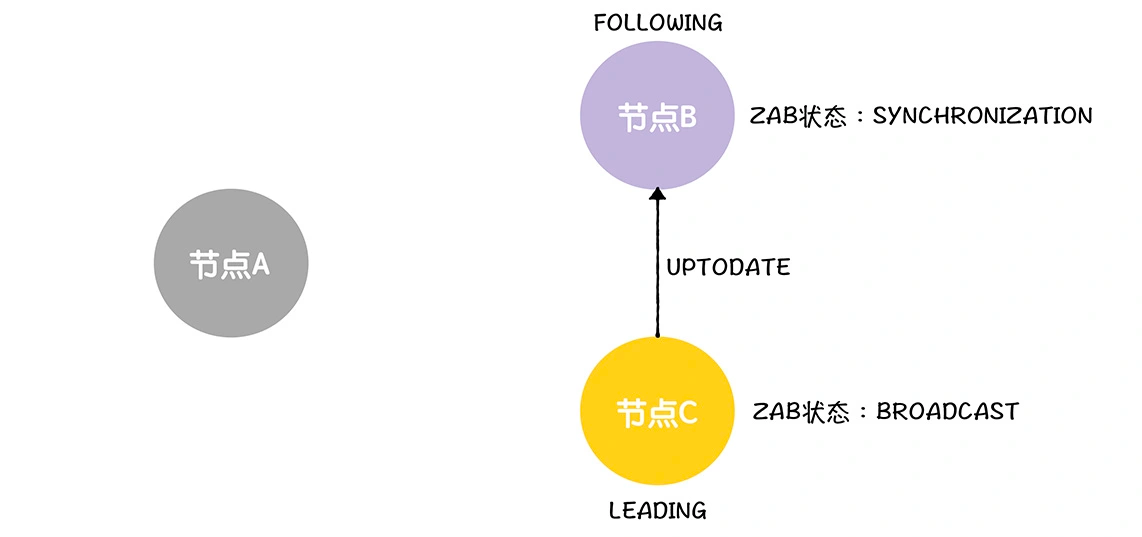 FOLLOWING
节点B
ZAB状态：SYNCHRONIZATION
节点A
UPTODATE
节点C
ZAB状态：BROADCAST
LEADING